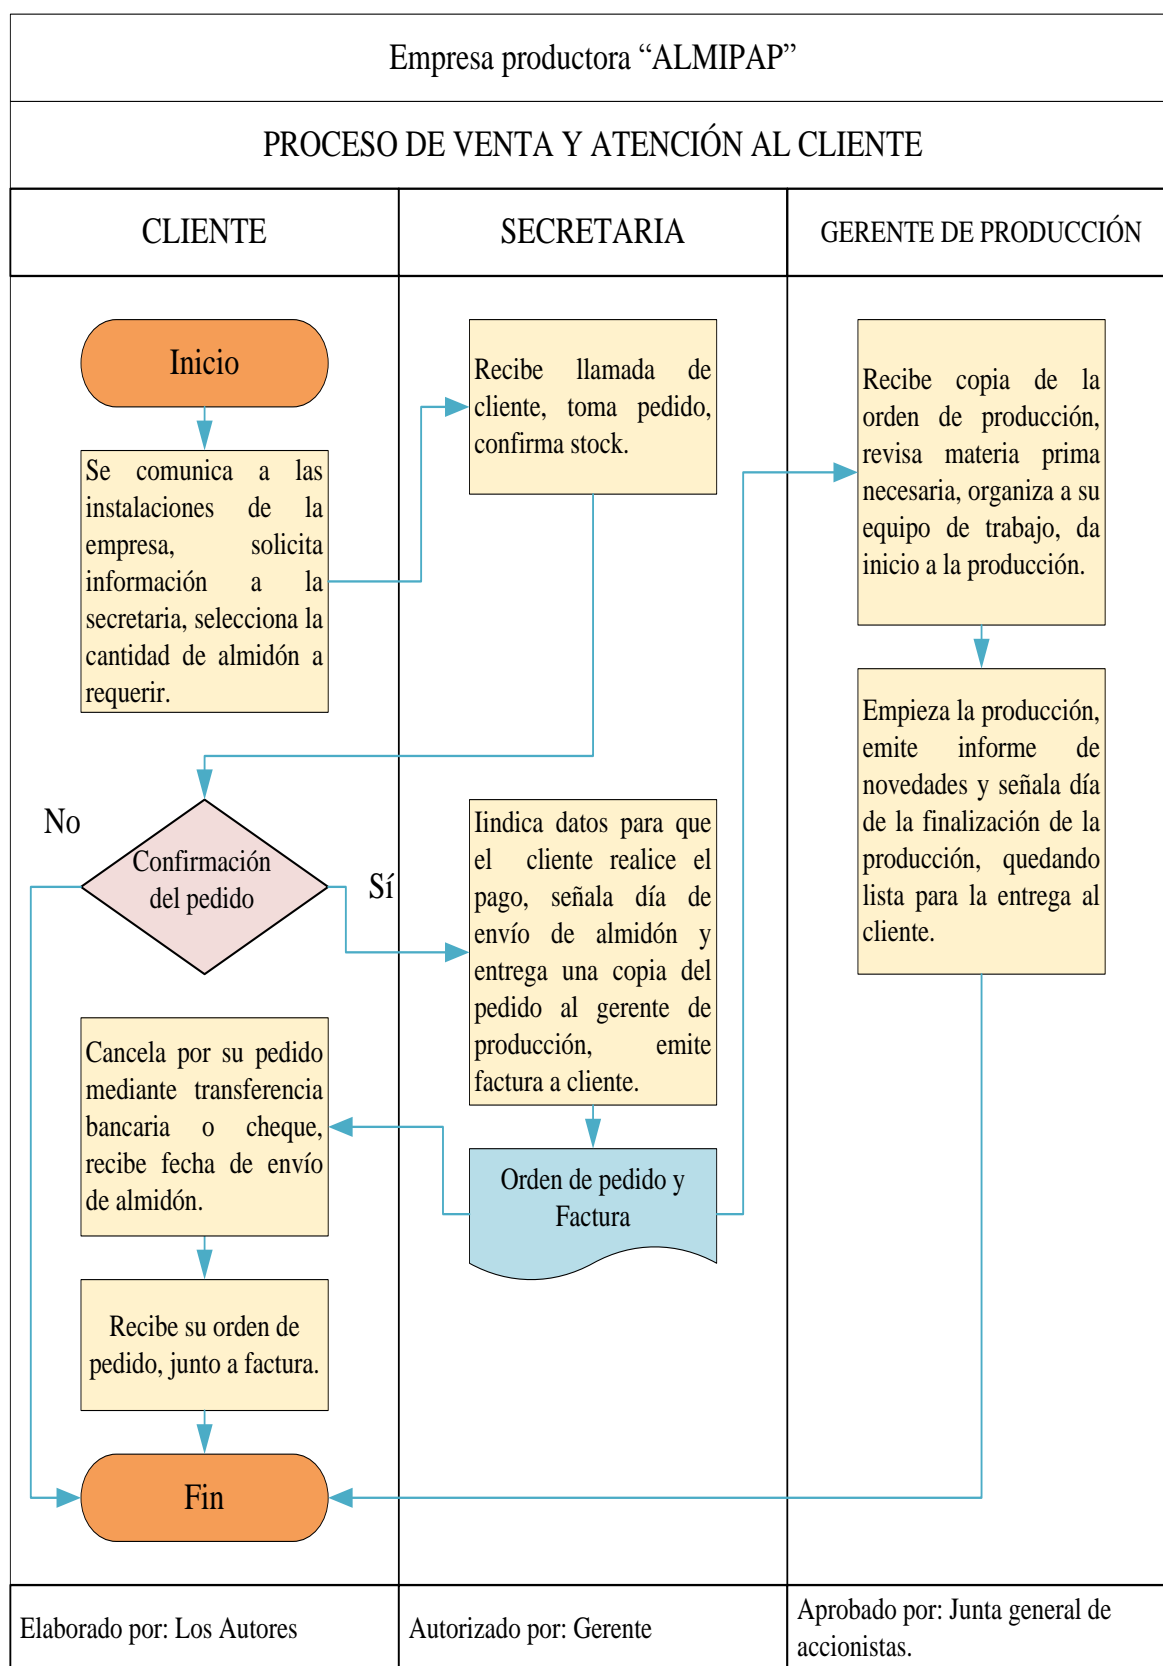 Empresa productora “ALMIPAP”
PROCESO DE VENTA Y ATENCIÓN AL CLIENTE
CLIENTE
SECRETARIA
GERENTE DE PRODUCCIÓN
Inicio
Se comunica a las
instalaciones de la
empresa, solicita
información a la
secretaria, selecciona la
cantidad de almidón a
requerir.
Recibe llamada de
cliente, toma pedido,
confirma stock.
Recibe copia de la
orden de producción,
revisa materia prima
necesaria, organiza a su
equipo de trabajo, da
inicio a la producción.
Empieza la producción,
emite informe de
novedades y señala día
de la finalización de la
producción, quedando
lista para la entrega al
cliente.
No
Confirmación
del pedido
Sí
Iindica datos para que
el cliente realice el
pago, señala día de
envío de almidón y
entrega una copia del
pedido al gerente de
producción, emite
factura a cliente.
Cancela por su pedido
mediante transferencia
bancaria o cheque,
recibe fecha de envío
de almidón.
Orden de pedido y
Factura
Recibe su orden de
pedido, junto a factura.
Fin
Elaborado por: Los Autores
Autorizado por: Gerente
Aprobado por: Junta general de
accionistas.